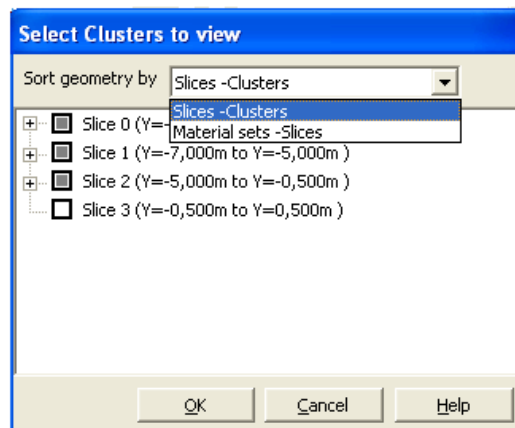 Select Clusters to view
Sort geometry by Slices -Clusters
Slices -Clusters
Material sets -Slices
Slice 0 (Y=-
Slice 1 (Y=-7,000m to Y=-5,000m )
Slice 2 (Y=-5,000m to Y=-0,500m )
Slice 3 (Y=-0,500m to Y=0,500m )
OK Cancel Help